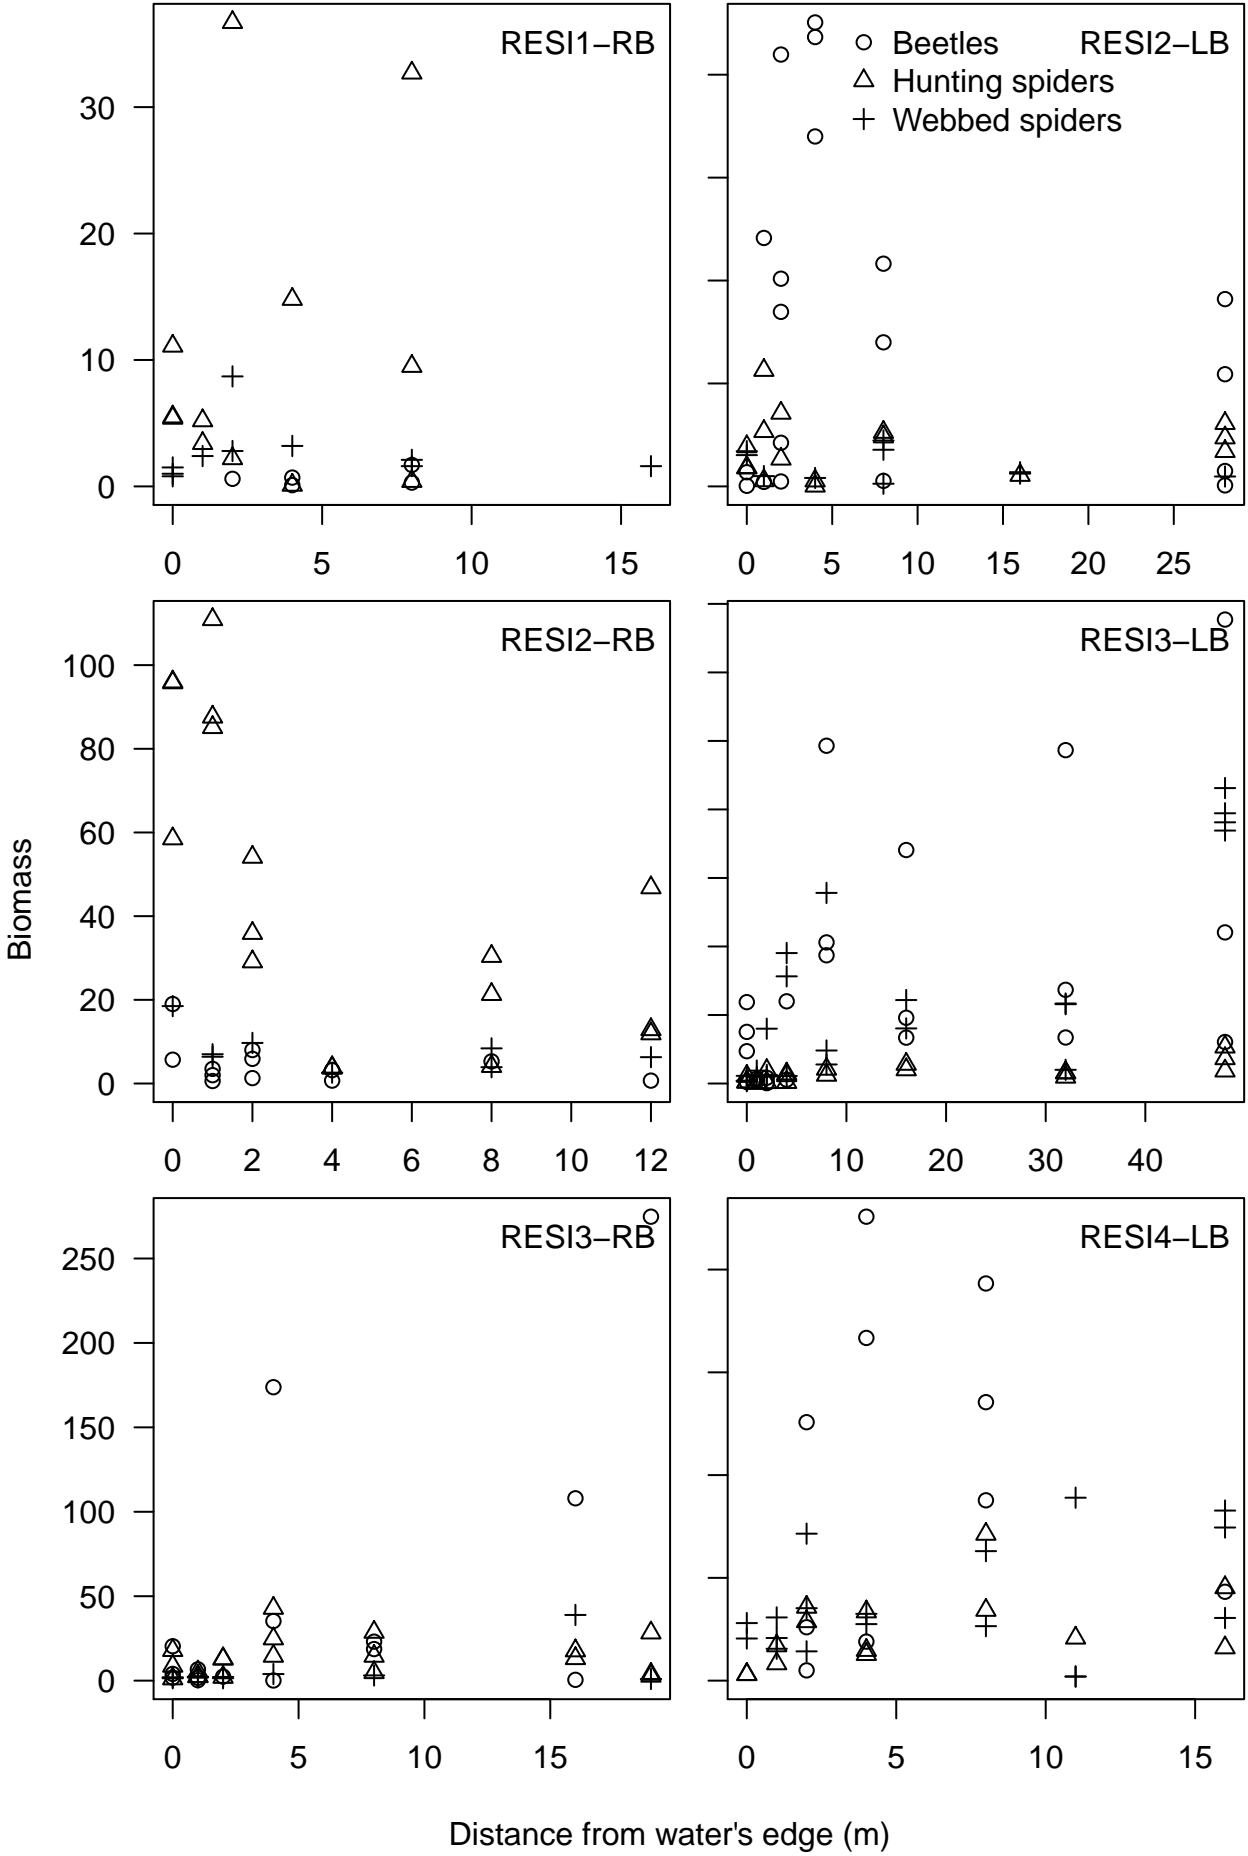 RESI1−RB
0
10
20
30
0 5 10 15
RESI2−LB
Beetles
Hunting spiders
Webbed spiders
0 5 10 15 20 25
RESI2−RB
0
20
40
60
80
100
0 2 4 6 8 10 12
RESI3−LB
0 10 20 30 40
RESI3−RB
0
50
100
150
200
250
0 5 10 15
RESI4−LB
0 5 10 15
Biomass
Distance from water's edge (m)